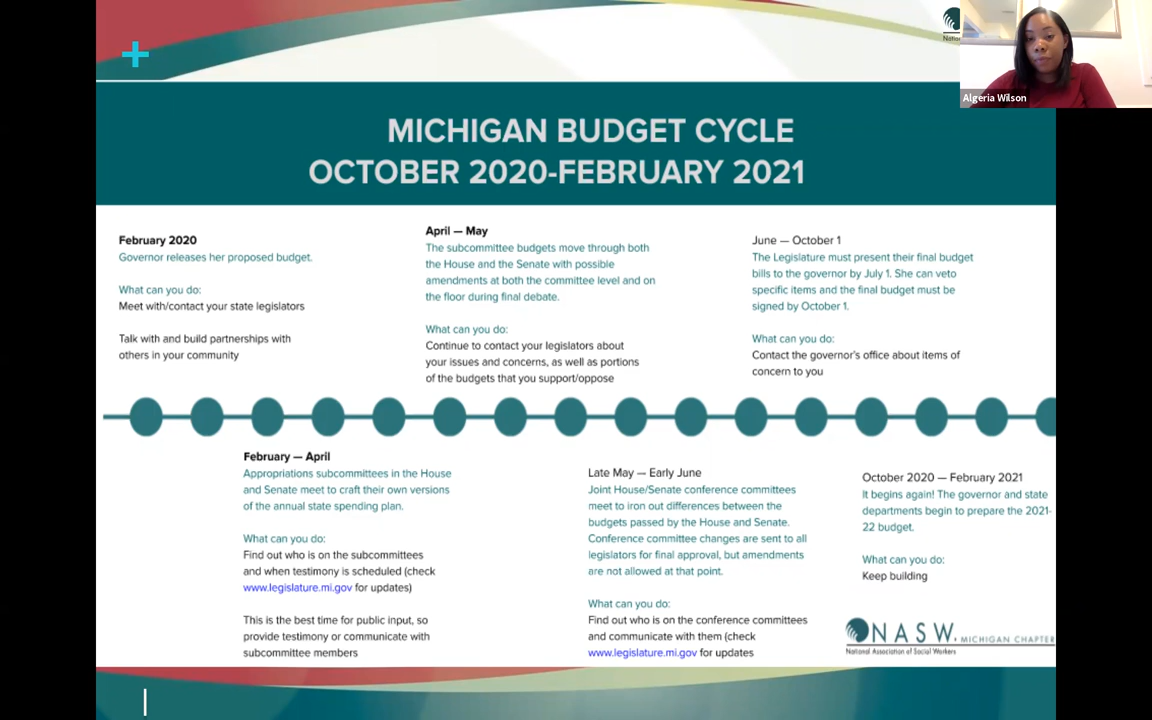 Natio
Algeria Wilson
MICHIGAN BUDGET CYCLE
OCTOBER 2020-FEBRUARY 2021
February 2020
Governor releases her proposed budget.
What can you do:
Meet with/contact your state legislators
Talk with and build partnerships with
others in your community
April — May
The subcommittee budgets move through both
the House and the Senate with possible
amendments at both the committee level and on
the floor during final debate.
What can you do:
Continue to contact your legislators about
your issues and concerns, as well as portions
of the budgets that you support/oppose
June — October 1
The Legislature must present their final budget
bills to the governor by July 1. She can veto
specific items and the final budget must be
signed by October 1.
What can you do:
Contact the governor's office about items of
concern to you
February — April
Appropriations subcommittees in the House
and Senate meet to craft their own versions
of the annual state spending plan.
What can you do:
Find out who is on the subcommittees
and when testimony is scheduled (check
www.legislature.mi.gov for updates)
This is the best time for public input, so
provide testimony or communicate with
subcommittee members
Late May — Early June
Joint House/Senate conference committees
meet to iron out differences between the
budgets passed by the House and Senate.
Conference committee changes are sent to all
legislators for final approval, but amendments
are not allowed at that point.
What can you do:
Find out who is on the conference committees
and communicate with them (check
www.legislature.mi.gov for updates
October 2020 — February 2021
It begins again! The governor and state
departments begin to prepare the 2021-
22 budget.
What can you do:
Keep building
NASW. MICHIGAN CHAPTER
National Association of Social Workers